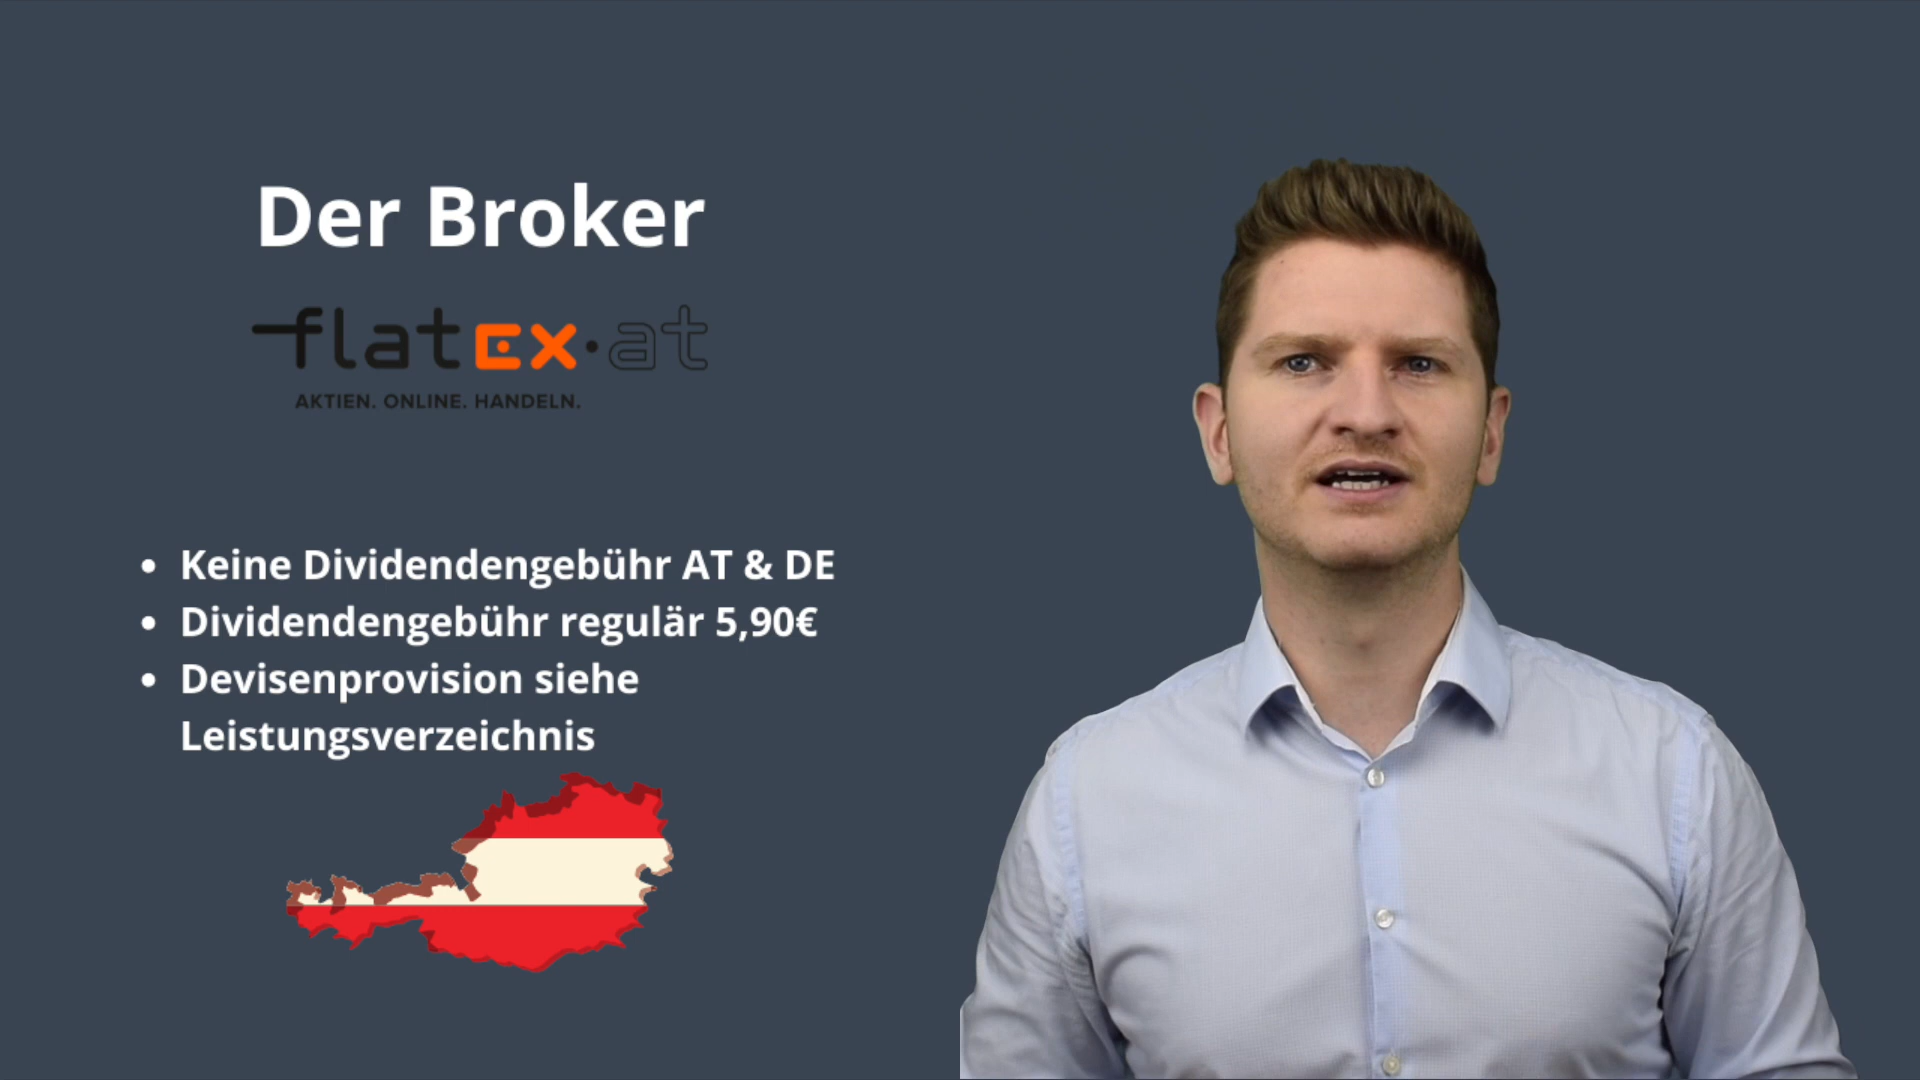 Der Broker
flatex·at
AKTIEN. ONLINE. HANDELN.
• Keine Dividendengebühr AT & DE
• Dividendengebühr regulär 5,90€
• Devisenprovision siehe
Leistungsverzeichnis